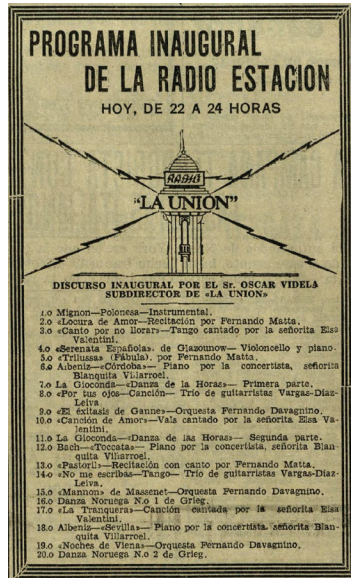 PROGRAMA INAUGURAL
DE LA RADIO ESTACION
HOY, DE 22 A 24 HORAS
RADIO
"LA UNION"
DISCURSO INAUGURAL POR EL Sr. OSCAR VIDELA
SUBDIRECTOR DE «LA UNION»
1.o Mignon—Polonesa—Instrumental.
2.o «Locura de Amor—Recitación por Fernando Matta.
3.o «Canto por no llorar»—Tango cantado por la señorita Elsa
Valentini.
4.o «Serenata Española» de Glazounow— Violoncello y piano.
5.o «Trilussa» (Fábula), por Fernando Matta.
6.o Albeniz—«Córdoba»— Piano por la concertista, señorita
Blanquita Villarroel.
7.o La Gioconda—«Danza de la Horas»— Primera parte.
8.o «Por tus ojos»—Canción— Trío de guitarristas Vargas-Diaz-
Leiva.
9.o «El éxitasis de Ganne»—Orquesta Fernando Davagnino.
10.o «Canción de Amor»—Vals cantado por la señorita Elsa Va-
lentini.
11.o La Gioconda—«Danza de las Horas»— Segunda parte.
12.o Bach—«Toccata»— Piano por la concertista, señorita Blan-
quita Villarroel.
13.o «Pastoril»—Recitación con canto por Fernando Matta.
14.o «No me escribas»—Tango— Trío de guitarristas Vargas-Diaz-
Leiva.
15.o «Mannon» de Massenet—Orquesta Fernando Davagnino.
16.o Danza Noruega N.o 1 de Grieg.
17.o «La Tranquera»—Canción cantada por la señorita Elsa
Valentini.
18.o Albeniz—«Sevilla»— Piano por la concertista, señorita Blan-
quita Villarroel.
19.o «Noches de Viena»—Orquesta Fernando Davagnino.
20.o Danza Noruega N.o 2 de Grieg.